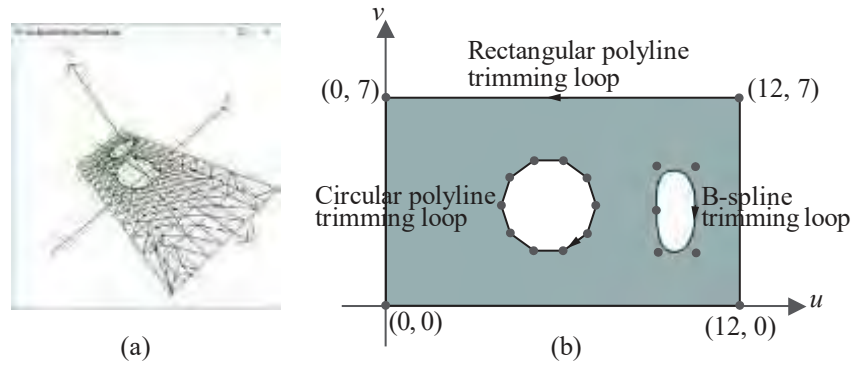 v
Rectangular polyline
trimming loop
(0, 7)
(12, 7)
Circular polyline
trimming loop
B-spline
trimming loop
u
(0, 0)
(12, 0)
(a)
(b)